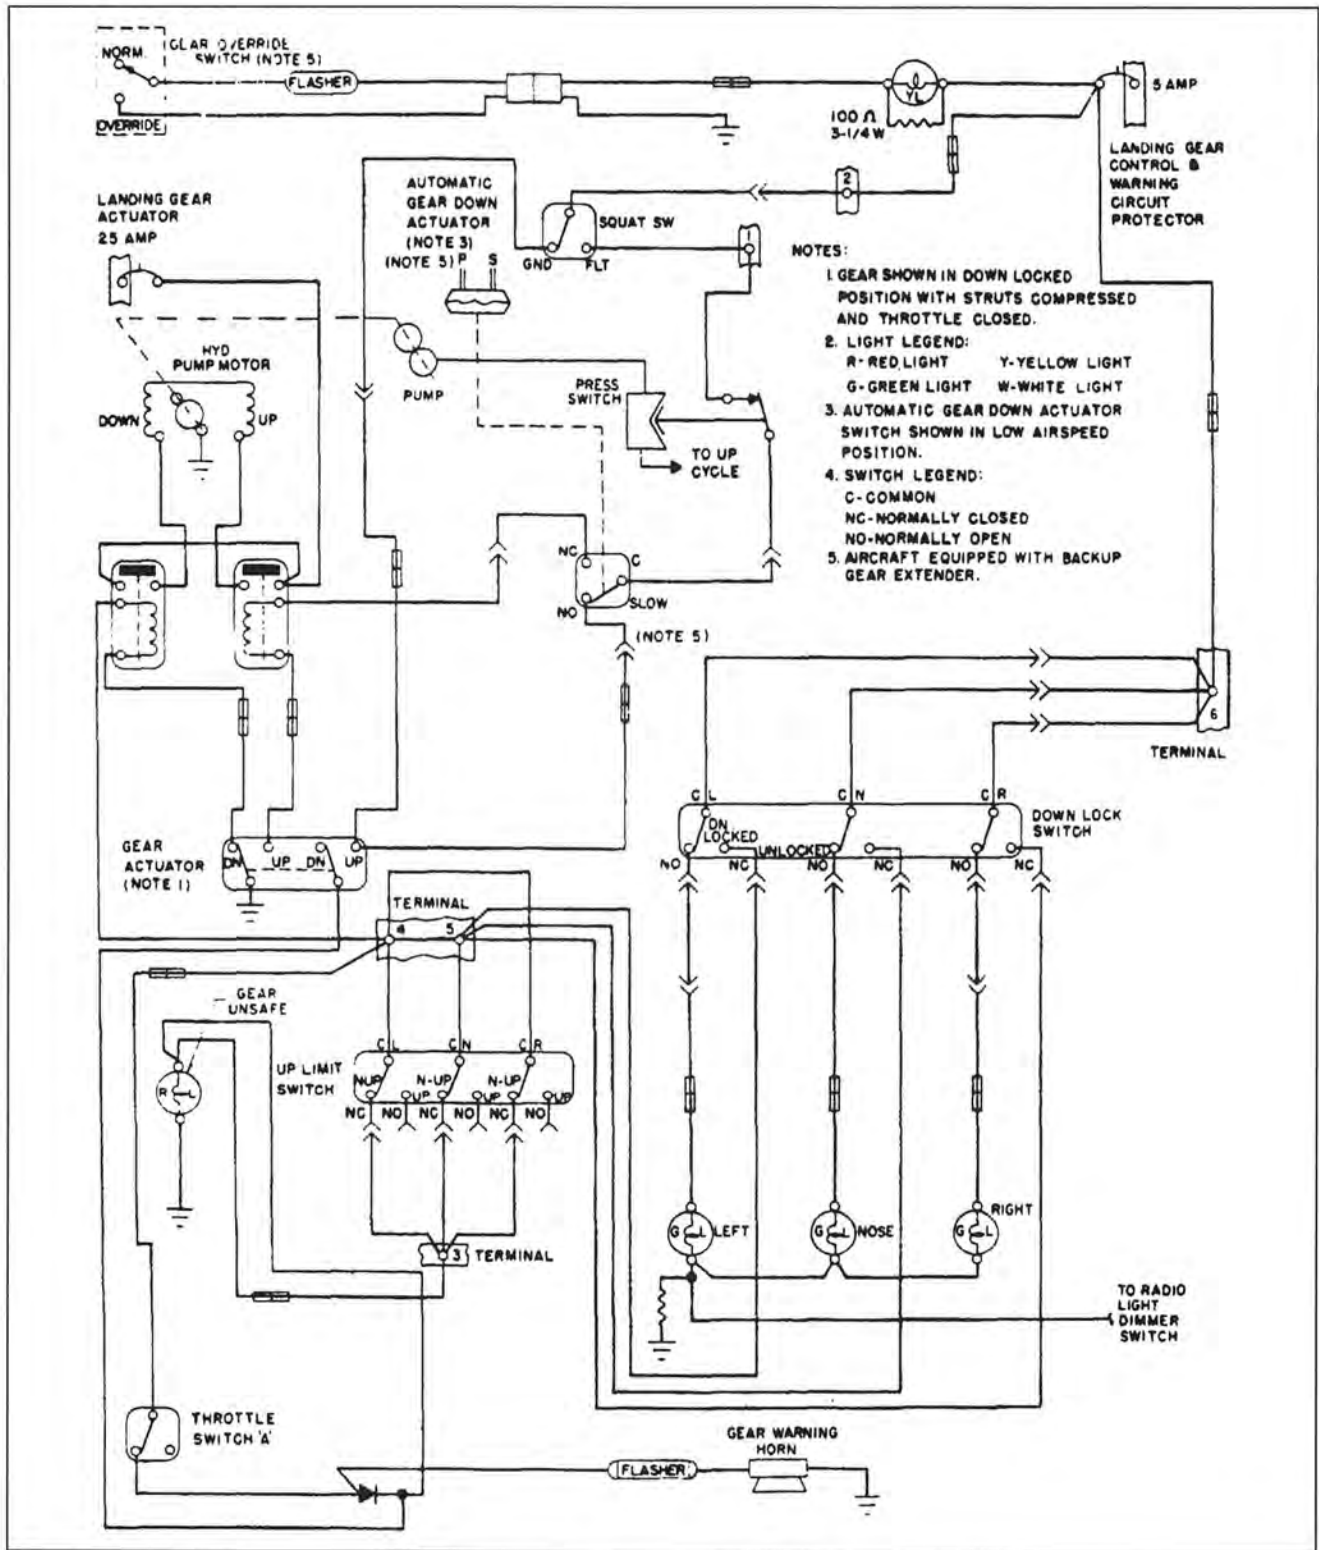 NORM.
GEAR OVERRIDE
SWITCH (NOTE 5)
FLASHER
OVERRIDE
YL
100 Ω
3-1/4 W
5 AMP
LANDING GEAR
CONTROL &
WARNING
CIRCUIT
PROTECTOR
LANDING GEAR
ACTUATOR
25 AMP
AUTOMATIC
GEAR DOWN
ACTUATOR
(NOTE 3)
(NOTE 5)
P S
2
SQUAT SW
GND FLT
1
NOTES:
1. GEAR SHOWN IN DOWN LOCKED
POSITION WITH STRUTS COMPRESSED
AND THROTTLE CLOSED.
2. LIGHT LEGEND:
R-RED LIGHT Y-YELLOW LIGHT
G-GREEN LIGHT W-WHITE LIGHT
3. AUTOMATIC GEAR DOWN ACTUATOR
SWITCH SHOWN IN LOW AIRSPEED
POSITION.
4. SWITCH LEGEND:
C-COMMON
NC-NORMALLY CLOSED
NO-NORMALLY OPEN
5. AIRCRAFT EQUIPPED WITH BACKUP
GEAR EXTENDER.
HYD
PUMP MOTOR
DOWN UP
PUMP
PRESS
SWITCH
TO UP
CYCLE
NC C
NO SLOW
(NOTE 5)
6
TERMINAL
GEAR
ACTUATOR
(NOTE 1)
DN UP DN UP
C L C N C R
DN
LOCKED
UNLOCKED
DOWN LOCK
SWITCH
NO NC NO NC NO NC
TERMINAL
4 5
GEAR
UNSAFE
R L
UP LIMIT
SWITCH
C L C N C R
N-UP UP N-UP UP N-UP UP
NC NO NC NO NC NO
3 TERMINAL
G L LEFT
G L NOSE
G L RIGHT
TO RADIO
LIGHT
DIMMER
SWITCH
THROTTLE
SWITCH 'A'
FLASHER
GEAR WARNING
HORN